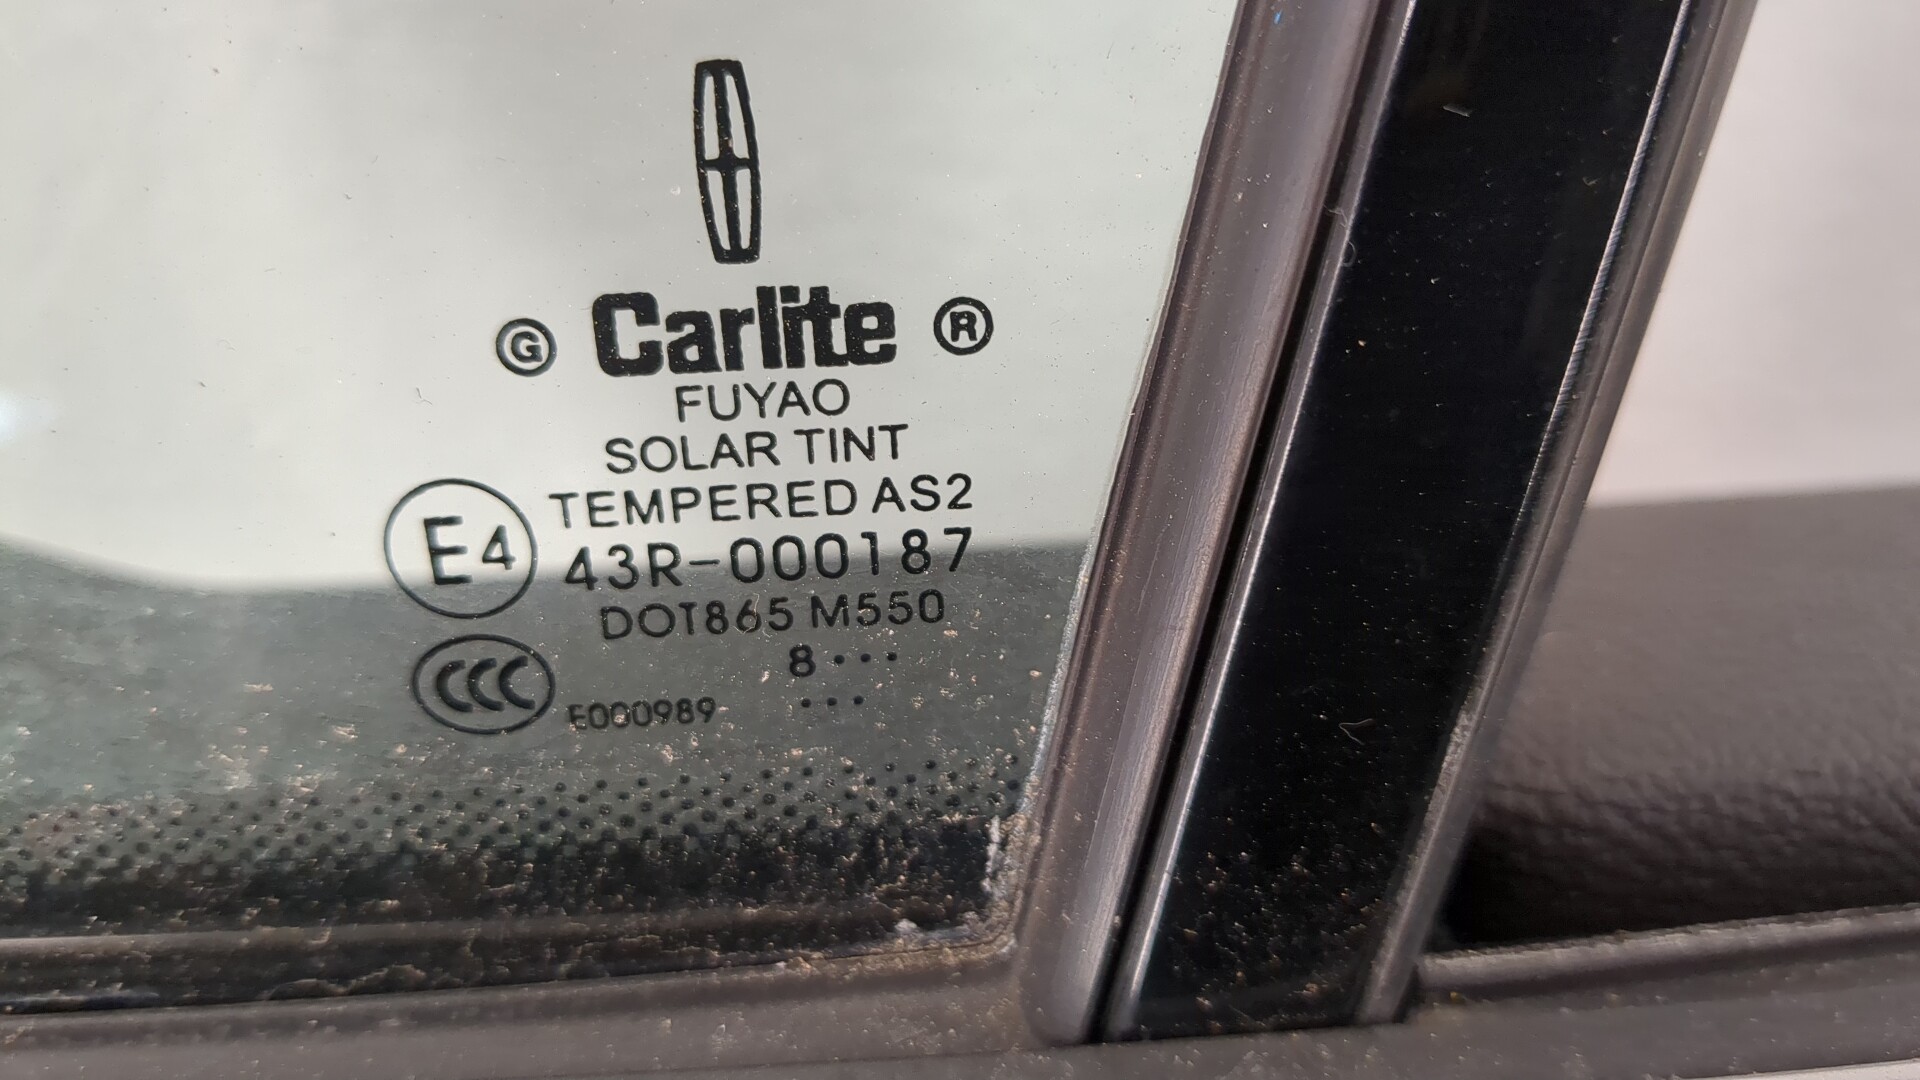 G Carlite ®
FUYAO
SOLAR TINT
TEMPERED AS2
E4 43R-000187
DOT865 M550
8...
...
CCC E000989